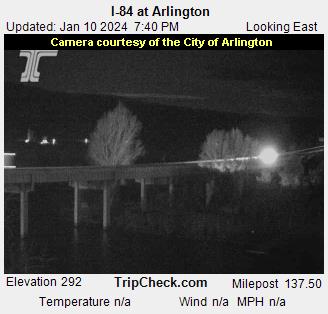 I-84 at Arlington
Updated: Jan 10 2024 7:40 PM Looking East
Camera courtesy of the City of Arlington
Elevation 292 TripCheck.com Milepost 137.50
Temperature n/a Wind n/a MPH n/a